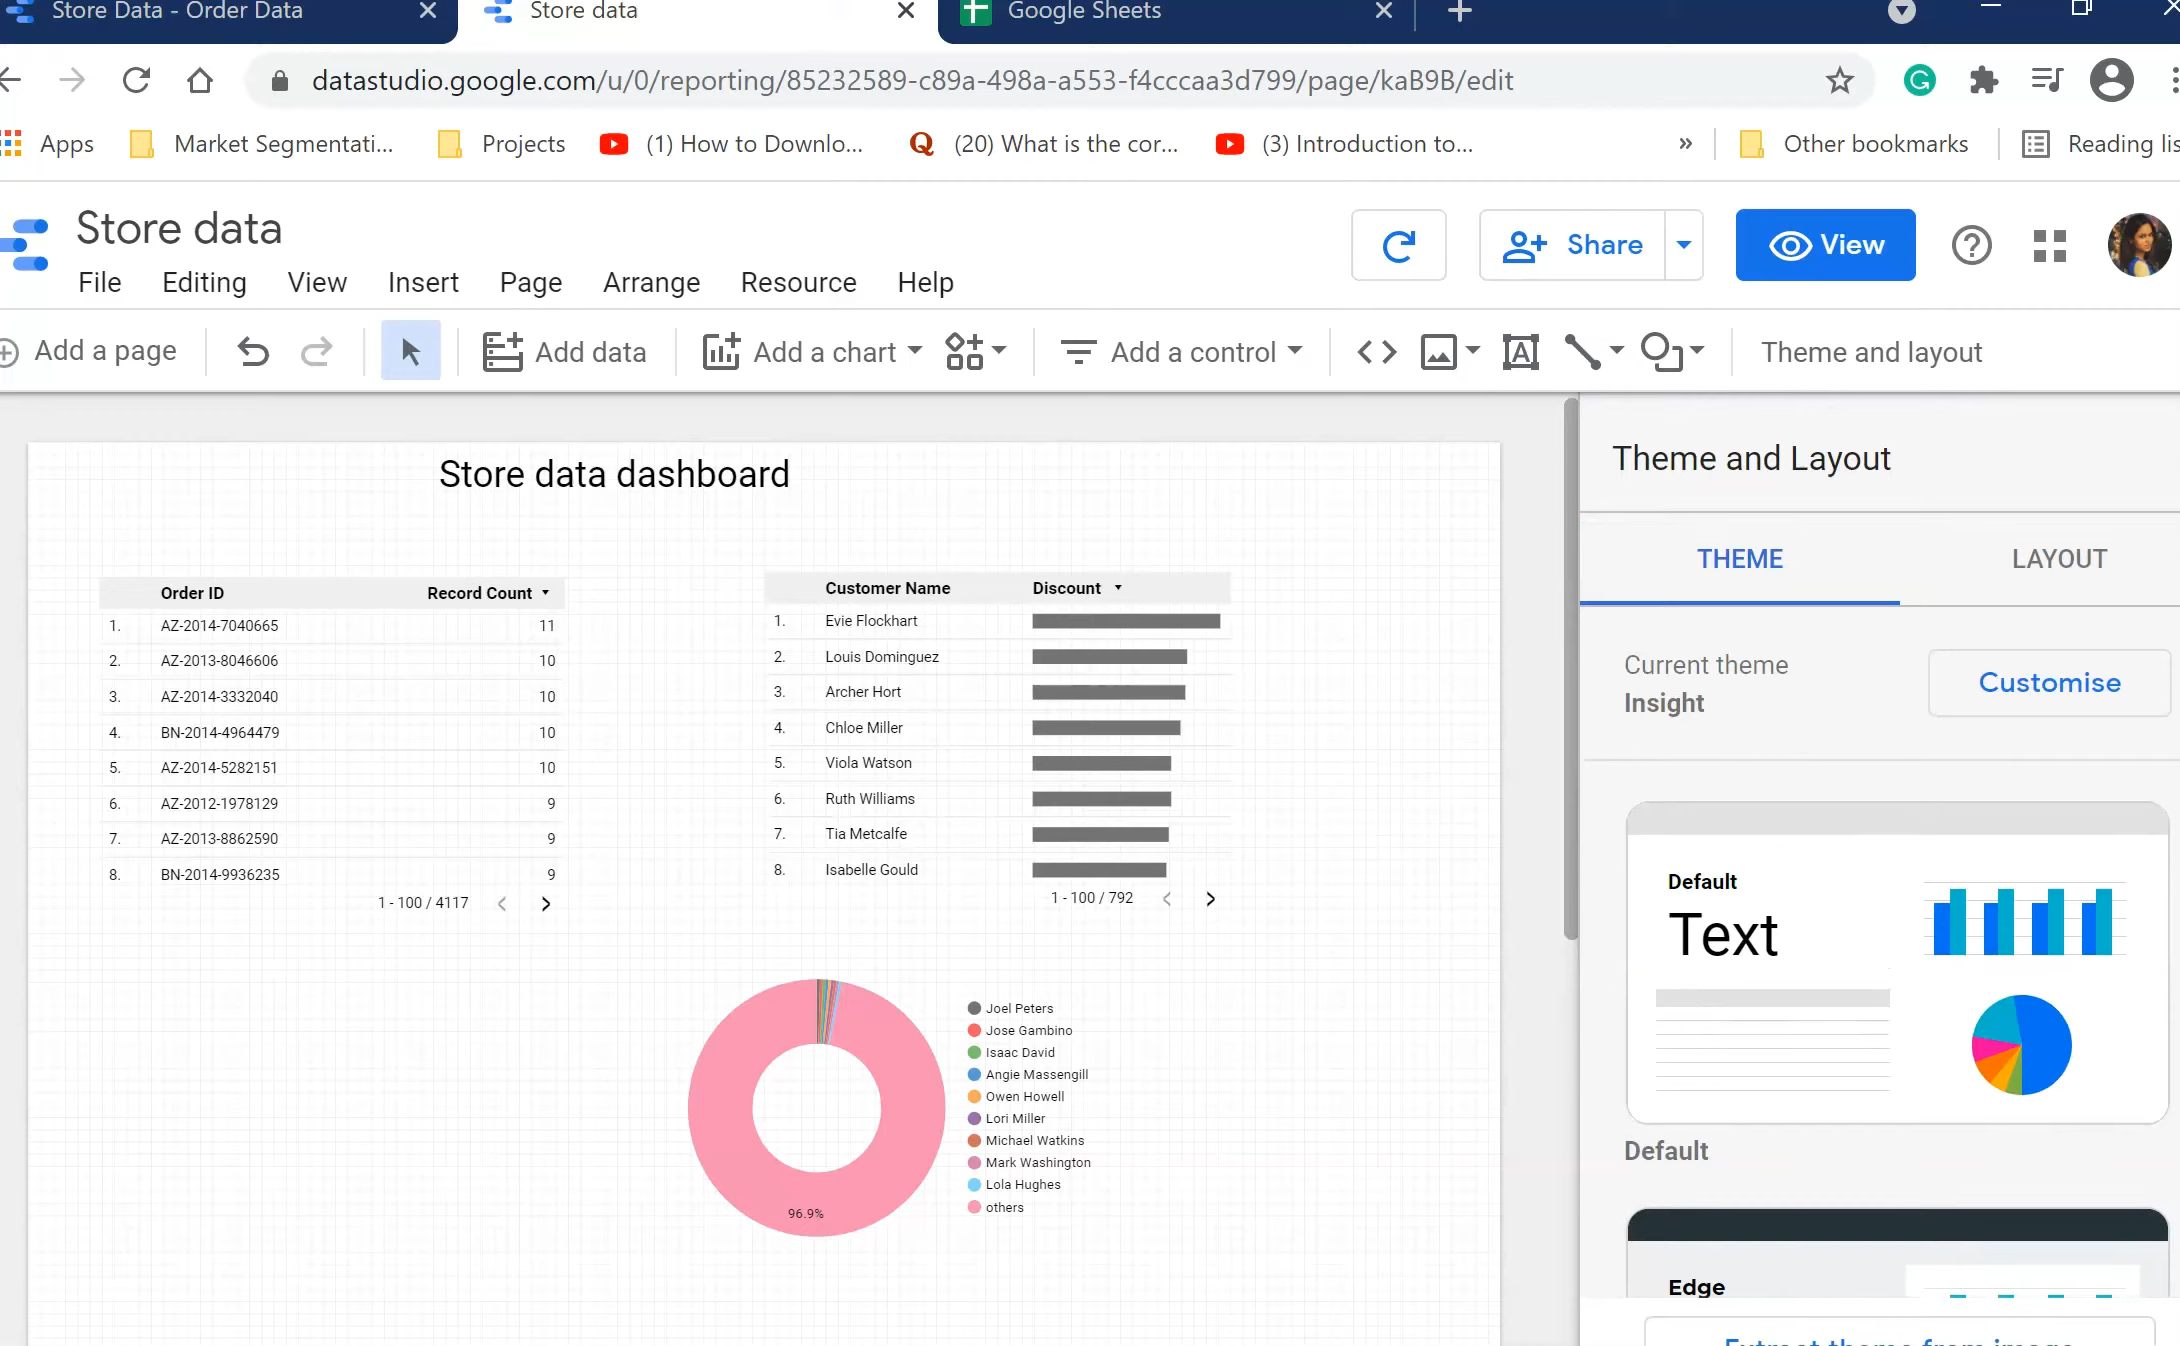 Store Data - Order Data
Store data
Google Sheets
datastudio.google.com/u/0/reporting/85232589-c89a-498a-a553-f4cccaa3d799/page/kaB9B/edit
Apps
Market Segmentati...
Projects
(1) How to Downlo...
(20) What is the cor...
(3) Introduction to...
»
Other bookmarks
Reading lis
Store data
Share
View
File Editing View Insert Page Arrange Resource Help
Add a page
Add data
Add a chart
Add a control
Theme and layout
Store data dashboard
Order ID Record Count
1. AZ-2014-7040665 11
2. AZ-2013-8046606 10
3. AZ-2014-3332040 10
4. BN-2014-4964479 10
5. AZ-2014-5282151 10
6. AZ-2012-1978129 9
7. AZ-2013-8862590 9
8. BN-2014-9936235 9
1 - 100 / 4117
Customer Name Discount
1. Evie Flockhart
2. Louis Dominguez
3. Archer Hort
4. Chloe Miller
5. Viola Watson
6. Ruth Williams
7. Tia Metcalfe
8. Isabelle Gould
1 - 100 / 792
96.9%
Joel Peters
Jose Gambino
Isaac David
Angie Massengill
Owen Howell
Lori Miller
Michael Watkins
Mark Washington
Lola Hughes
others
Theme and Layout
THEME LAYOUT
Current theme
Insight
Customise
Default
Text
Default
Edge
Extract theme from image